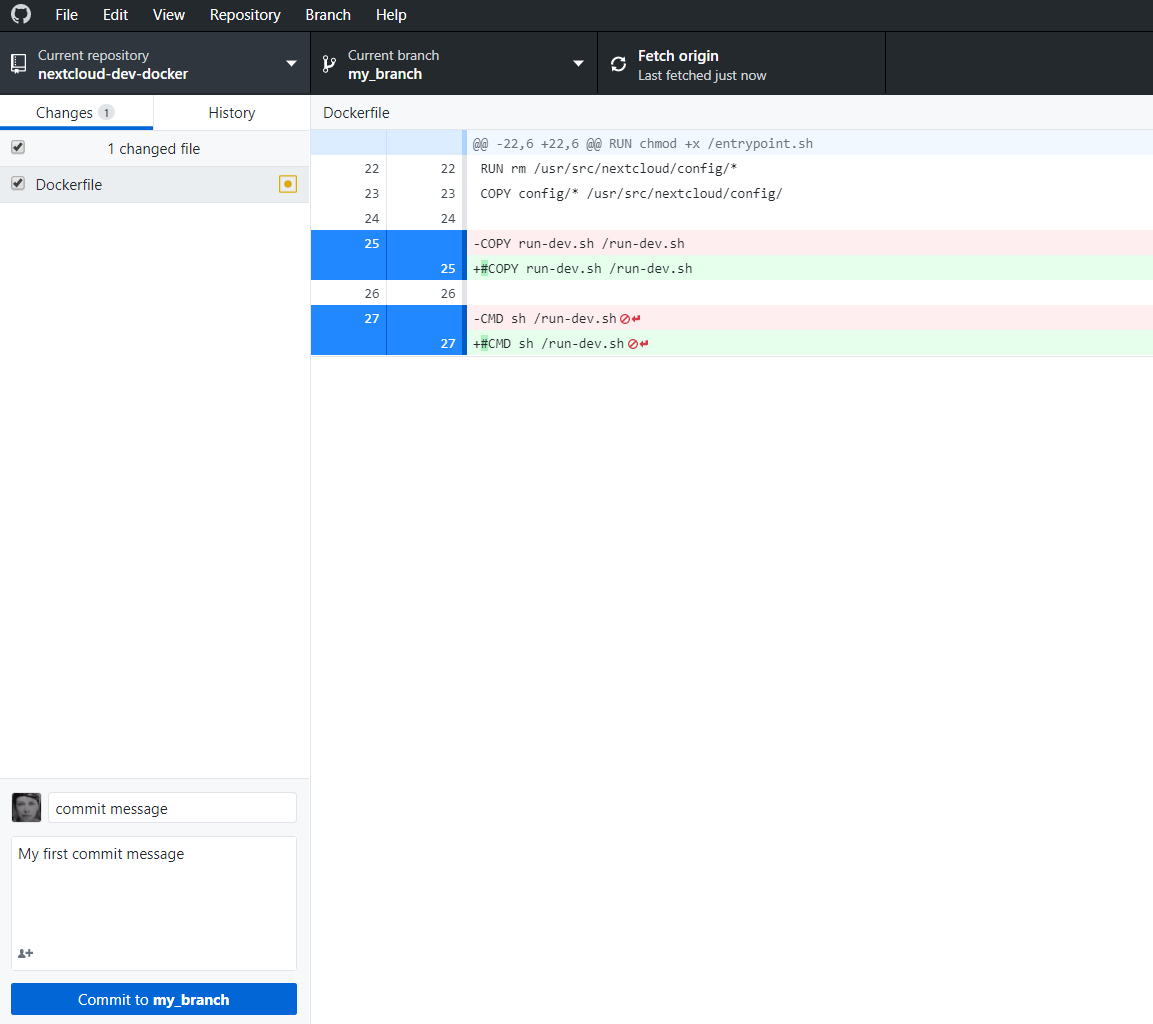 File Edit View Repository Branch Help
Current repository
nextcloud-dev-docker
Current branch
my_branch
Fetch origin
Last fetched just now
Changes 1 History
1 changed file
Dockerfile
Dockerfile
@@ -22,6 +22,6 @@ RUN chmod +x /entrypoint.sh
22 22 RUN rm /usr/src/nextcloud/config/*
23 23 COPY config/* /usr/src/nextcloud/config/
24 24
25 -COPY run-dev.sh /run-dev.sh
25 +#COPY run-dev.sh /run-dev.sh
26 26
27 -CMD sh /run-dev.sh
27 +#CMD sh /run-dev.sh
commit message
My first commit message
Commit to my_branch